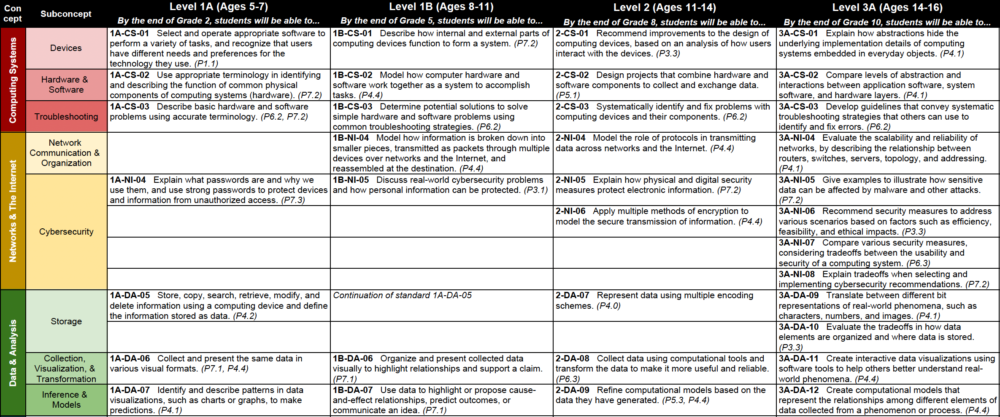 Con
cept
Subconcept
Level 1A (Ages 5-7)
By the end of Grade 2, students will be able to...
Level 1B (Ages 8-11)
By the end of Grade 5, students will be able to...
Level 2 (Ages 11-14)
By the end of Grade 8, students will be able to...
Level 3A (Ages 14-16)
By the end of Grade 10, students will be able to...
Computing Systems
Devices
1A-CS-01 Select and operate appropriate software to
perform a variety of tasks, and recognize that users
have different needs and preferences for the
technology they use. (P1.1)
1B-CS-01 Describe how internal and external parts of
computing devices function to form a system. (P7.2)
2-CS-01 Recommend improvements to the design of
computing devices, based on an analysis of how users
interact with the devices. (P3.3)
3A-CS-01 Explain how abstractions hide the
underlying implementation details of computing
systems embedded in everyday objects. (P4.1)
Hardware &
Software
1A-CS-02 Use appropriate terminology in identifying
and describing the function of common physical
components of computing systems (hardware). (P7.2)
1B-CS-02 Model how computer hardware and
software work together as a system to accomplish
tasks. (P4.4)
2-CS-02 Design projects that combine hardware and
software components to collect and exchange data.
(P5.1)
3A-CS-02 Compare levels of abstraction and
interactions between application software, system
software, and hardware layers. (P4.1)
Troubleshooting
1A-CS-03 Describe basic hardware and software
problems using accurate terminology. (P6.2, P7.2)
1B-CS-03 Determine potential solutions to solve
simple hardware and software problems using
common troubleshooting strategies. (P6.2)
2-CS-03 Systematically identify and fix problems with
computing devices and their components. (P6.2)
3A-CS-03 Develop guidelines that convey systematic
troubleshooting strategies that others can use to
identify and fix errors. (P6.2)
Networks & The Internet
Network
Communication &
Organization
1B-NI-04 Model how information is broken down into
smaller pieces, transmitted as packets through multiple
devices over networks and the Internet, and
reassembled at the destination. (P4.4)
2-NI-04 Model the role of protocols in transmitting
data across networks and the Internet. (P4.4)
3A-NI-04 Evaluate the scalability and reliability of
networks, by describing the relationship between
routers, switches, servers, topology, and addressing.
(P4.1)
Cybersecurity
1A-NI-04 Explain what passwords are and why we
use them, and use strong passwords to protect devices
and information from unauthorized access. (P7.3)
1B-NI-05 Discuss real-world cybersecurity problems
and how personal information can be protected. (P3.1)
2-NI-05 Explain how physical and digital security
measures protect electronic information. (P7.2)
3A-NI-05 Give examples to illustrate how sensitive
data can be affected by malware and other attacks.
(P7.2)
2-NI-06 Apply multiple methods of encryption to
model the secure transmission of information. (P4.4)
3A-NI-06 Recommend security measures to address
various scenarios based on factors such as efficiency,
feasibility, and ethical impacts. (P3.3)
3A-NI-07 Compare various security measures,
considering tradeoffs between the usability and
security of a computing system. (P6.3)
3A-NI-08 Explain tradeoffs when selecting and
implementing cybersecurity recommendations. (P7.2)
Data & Analysis
Storage
1A-DA-05 Store, copy, search, retrieve, modify, and
delete information using a computing device and define
the information stored as data. (P4.2)
Continuation of standard 1A-DA-05
2-DA-07 Represent data using multiple encoding
schemes. (P4.0)
3A-DA-09 Translate between different bit
representations of real-world phenomena, such as
characters, numbers, and images. (P4.1)
3A-DA-10 Evaluate the tradeoffs in how data
elements are organized and where data is stored.
(P3.3)
Collection,
Visualization, &
Transformation
1A-DA-06 Collect and present the same data in
various visual formats. (P7.1, P4.4)
1B-DA-06 Organize and present collected data
visually to highlight relationships and support a claim.
(P7.1)
2-DA-08 Collect data using computational tools and
transform the data to make it more useful and reliable.
(P6.3)
3A-DA-11 Create interactive data visualizations using
software tools to help others better understand real-
world phenomena. (P4.4)
Inference &
Models
1A-DA-07 Identify and describe patterns in data
visualizations, such as charts or graphs, to make
predictions. (P4.1)
1B-DA-07 Use data to highlight or propose cause-
and-effect relationships, predict outcomes, or
communicate an idea. (P7.1)
2-DA-09 Refine computational models based on the
data they have generated. (P5.3, P4.4)
3A-DA-12 Create computational models that
represent the relationships among different elements of
data collected from a phenomenon or process. (P4.4)